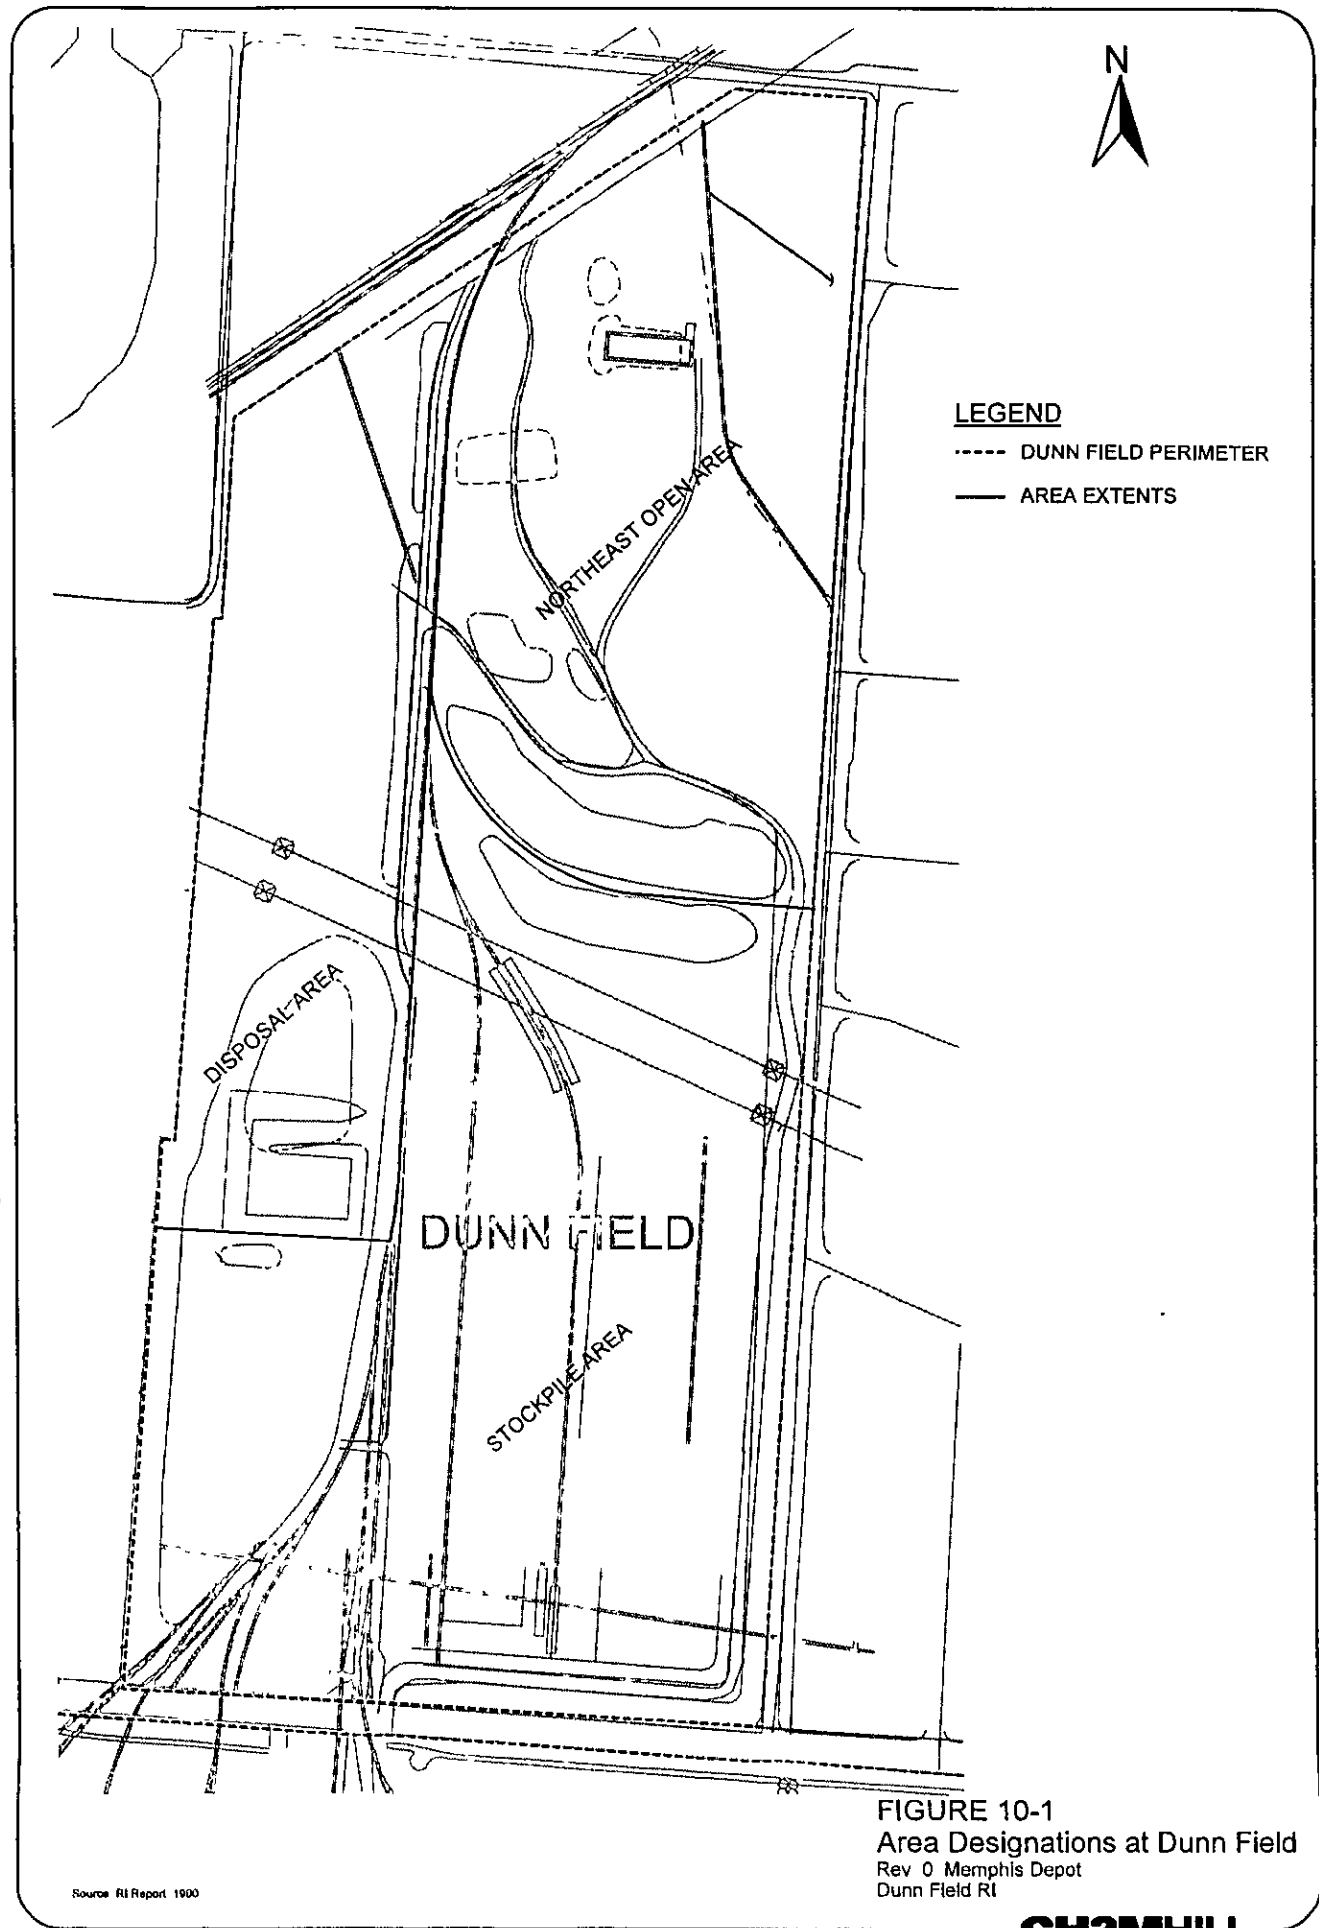 N
LEGEND
DUNN FIELD PERIMETER
AREA EXTENTS
NORTHEAST OPEN AREA
DISPOSAL AREA
DUNN FIELD
STOCKPILE AREA
FIGURE 10-1
Area Designations at Dunn Field
Rev 0 Memphis Depot
Dunn Field RI
Source RI Report 1900
CH2MHILL